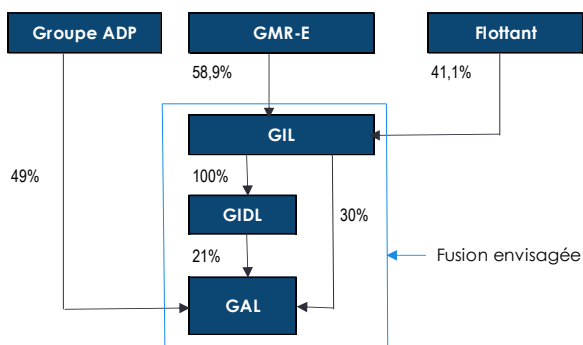 Groupe ADP
GMR-E
Flottant
58,9%
41,1%
GIL
49%
100%
GIDL
30%
21%
Fusion envisagée
GAL